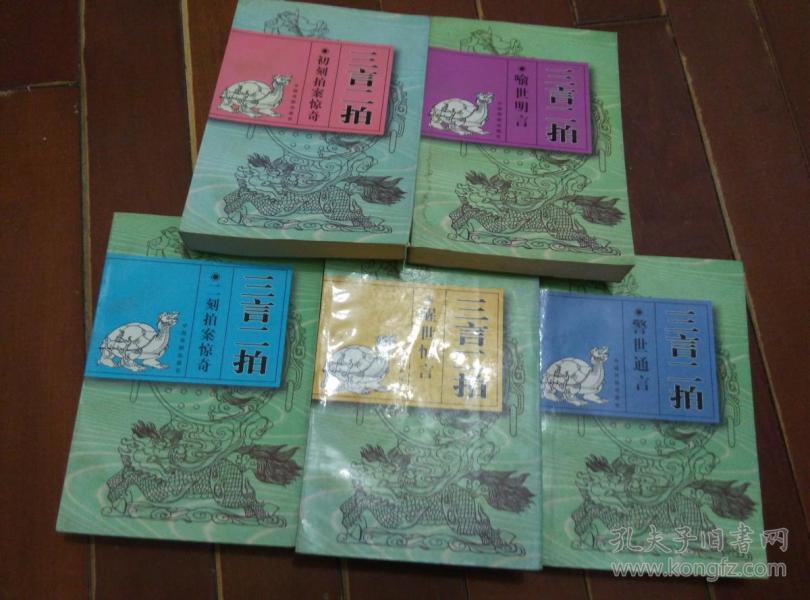 三言二拍
初刻拍案惊奇
三言二拍
喻世明言
三言二拍
二刻拍案惊奇
三言二拍
醒世恒言
三言二拍
警世通言
孔夫子旧书网
www.kongfz.com